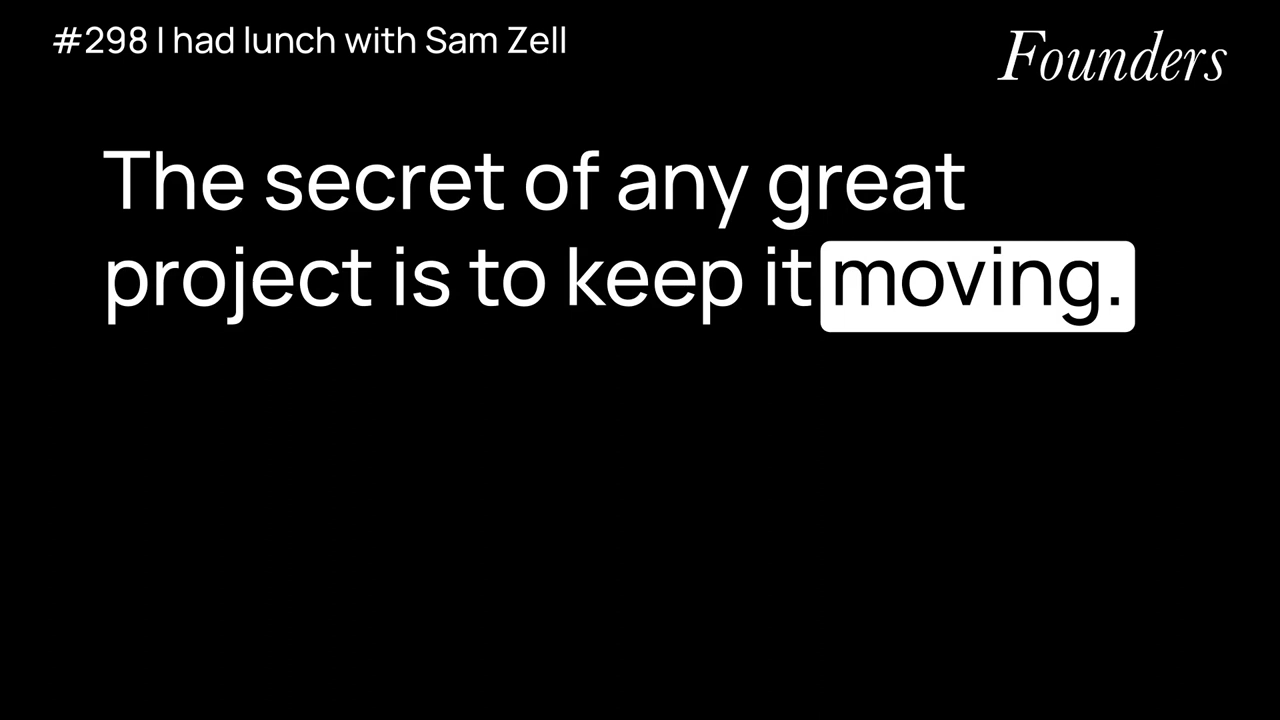 #298 I had lunch with Sam Zell
Founders
The secret of any great
project is to keep it moving.